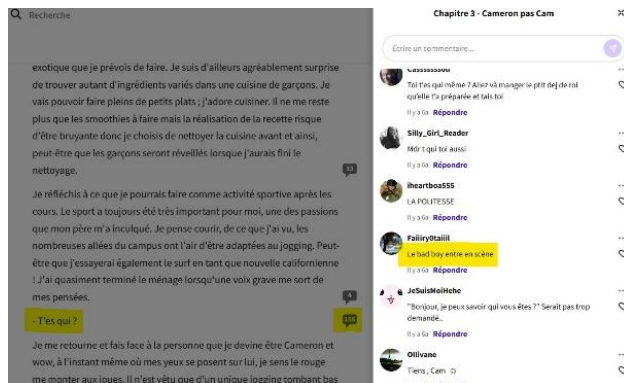 Recherche
exotique que je prévois de faire. Je suis d'ailleurs agréablement surprise
de trouver autant d'ingrédients variés dans une cuisine de garçons. Je
vais pouvoir faire pleins de petits plats ; j'adore cuisiner. Il ne me reste
plus que les smoothies à faire mais la réalisation de la recette risque
d'être bruyante donc je choisis de nettoyer la cuisine avant et ainsi,
peut-être que les garçons seront réveillés lorsque j'aurais fini le
nettoyage.
33
Je réfléchis à ce que je pourrais faire comme activité sportive après les
cours. Le sport a toujours été très important pour moi, une des passions
que mon père m'a inculqué. Je pense courir, de ce que j'ai vu, les
nombreuses allées du campus ont l'air d'être adaptées au jogging. Peut-
être que j'essayerai également le surf en tant que nouvelle californienne
! J'ai quasiment terminé le ménage lorsqu'une voix grave me sort de
mes pensées.
4
- T'es qui ?
155
Je me retourne et fais face à la personne que je devine être Cameron et
wow, à l'instant même où mes yeux se posent sur lui, je sens le rouge
me monter aux joues. Il n'est vêtu que d'un unique jogging tombant bas
Chapitre 3 - Cameron pas Cam
Écrire un commentaire...
Toi t'es qui même ? Allez và manger le ptit dej de roi
qu'elle t'a préparée et tais toi
Il y a 6a Répondre
Silly_Girl_Reader
Mdr t qui toi aussi
Il y a 6a Répondre
iheartboa555
LA POLITESSE
Il y a 6a Répondre
Faiiiry0taiiil
Le bad boy entre en scène
Il y a 6a Répondre
JeSuisMoiHehe
"Bonjour, je peux savoir qui vous êtes ?" Serait pas trop
demandé..
Il y a 6a Répondre
Ollivane
Tiens , Cam :D